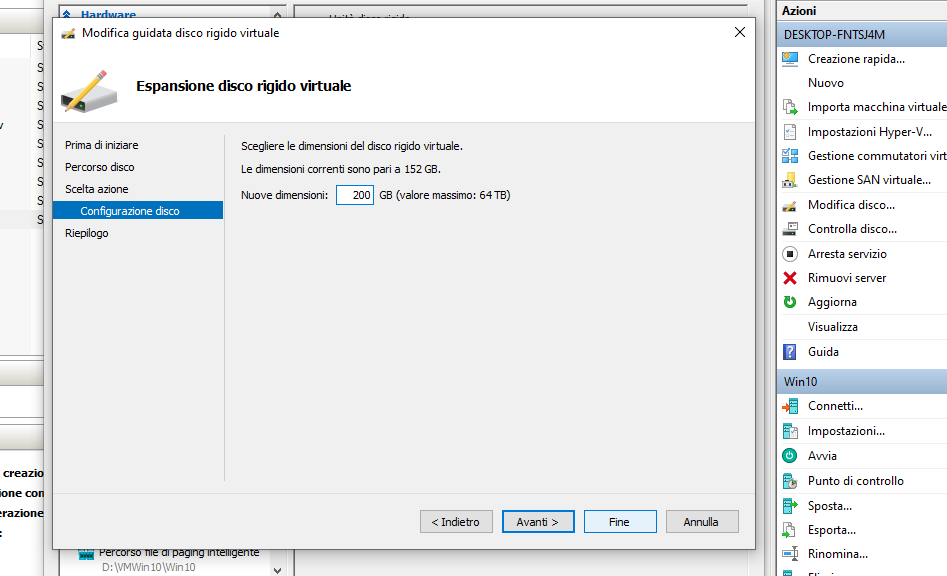 Hardware
Modifica guidata disco rigido virtuale
Espansione disco rigido virtuale
Prima di iniziare
Percorso disco
Scelta azione
Configurazione disco
Riepilogo
Scegliere le dimensioni del disco rigido virtuale.
Le dimensioni correnti sono pari a 152 GB.
Nuove dimensioni: 200 GB (valore massimo: 64 TB)
< Indietro
Avanti >
Fine
Annulla
creazio
ione con
erazione
:
Percorso file di paging intelligente
D:\VMWin10\Win10
Azioni
DESKTOP-FNTSJ4M
Creazione rapida...
Nuovo
Importa macchina virtuale
Impostazioni Hyper-V...
Gestione commutatori virt
Gestione SAN virtuale...
Modifica disco...
Controlla disco...
Arresta servizio
Rimuovi server
Aggiorna
Visualizza
Guida
Win10
Connetti...
Impostazioni...
Avvia
Punto di controllo
Sposta...
Esporta...
Rinomina...